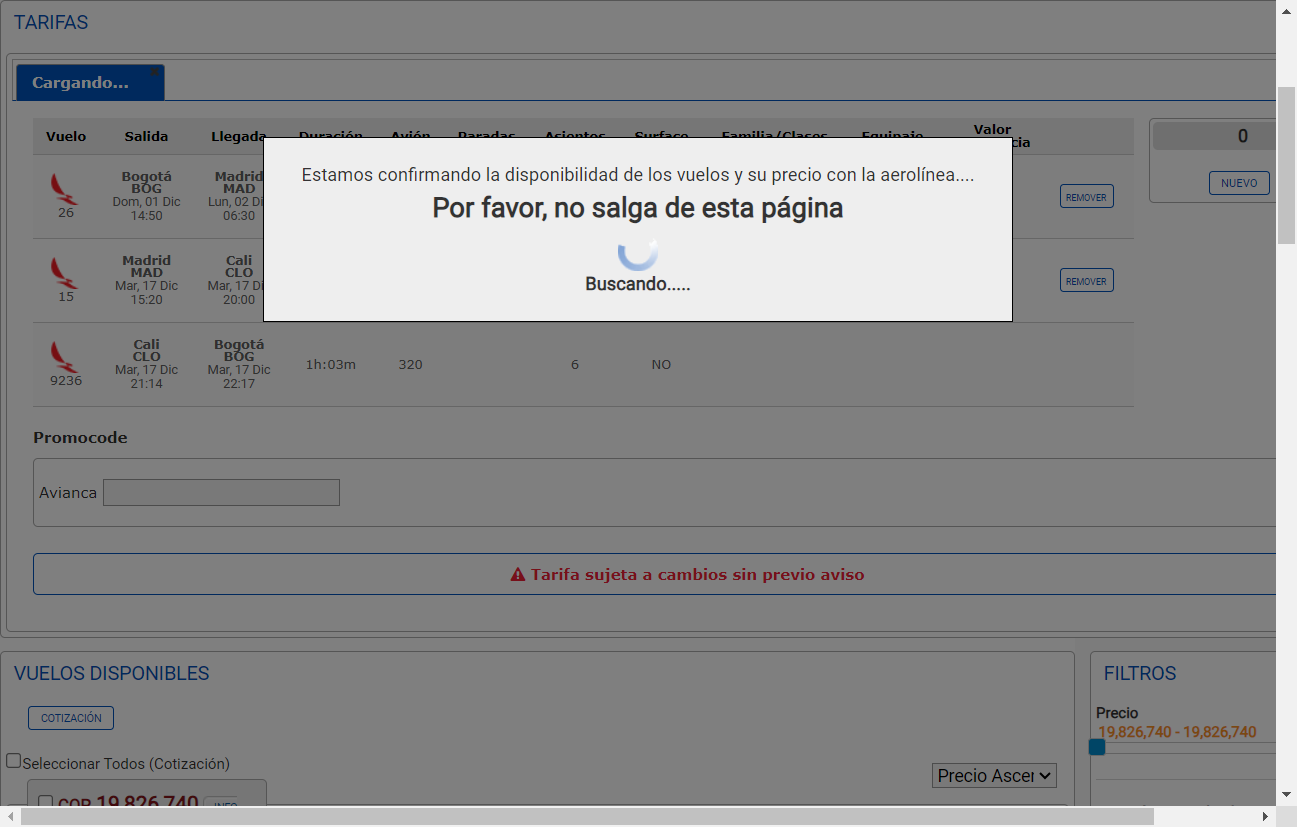 TARIFAS
Cargando...
Vuelo Salida Llegada Duración Avión Paradas Asientos Surface Familia/Clases Equipaje Valor
0
Bogotá Madrid
BOG MAD
Dom, 01 Dic Lun, 02
14:50 06:30
26
REMOVER
NUEVO
Estamos confirmando la disponibilidad de los vuelos y su precio con la aerolínea....
Por favor, no salga de esta página
Buscando.....
Madrid Cali
MAD CLO
Mar, 17 Dic Mar, 17
15:20 20:00
15
REMOVER
Cali Bogotá
CLO BOG
Mar, 17 Dic Mar, 17 Dic
21:14 22:17
9236
1h:03m 320 6 NO
Promocode
Avianca
Tarifa sujeta a cambios sin previo aviso
VUELOS DISPONIBLES
COTIZACIÓN
Seleccionar Todos (Cotización)
Precio Ascer
COP 19,826,740 INFO
FILTROS
Precio
19,826,740 - 19,826,740